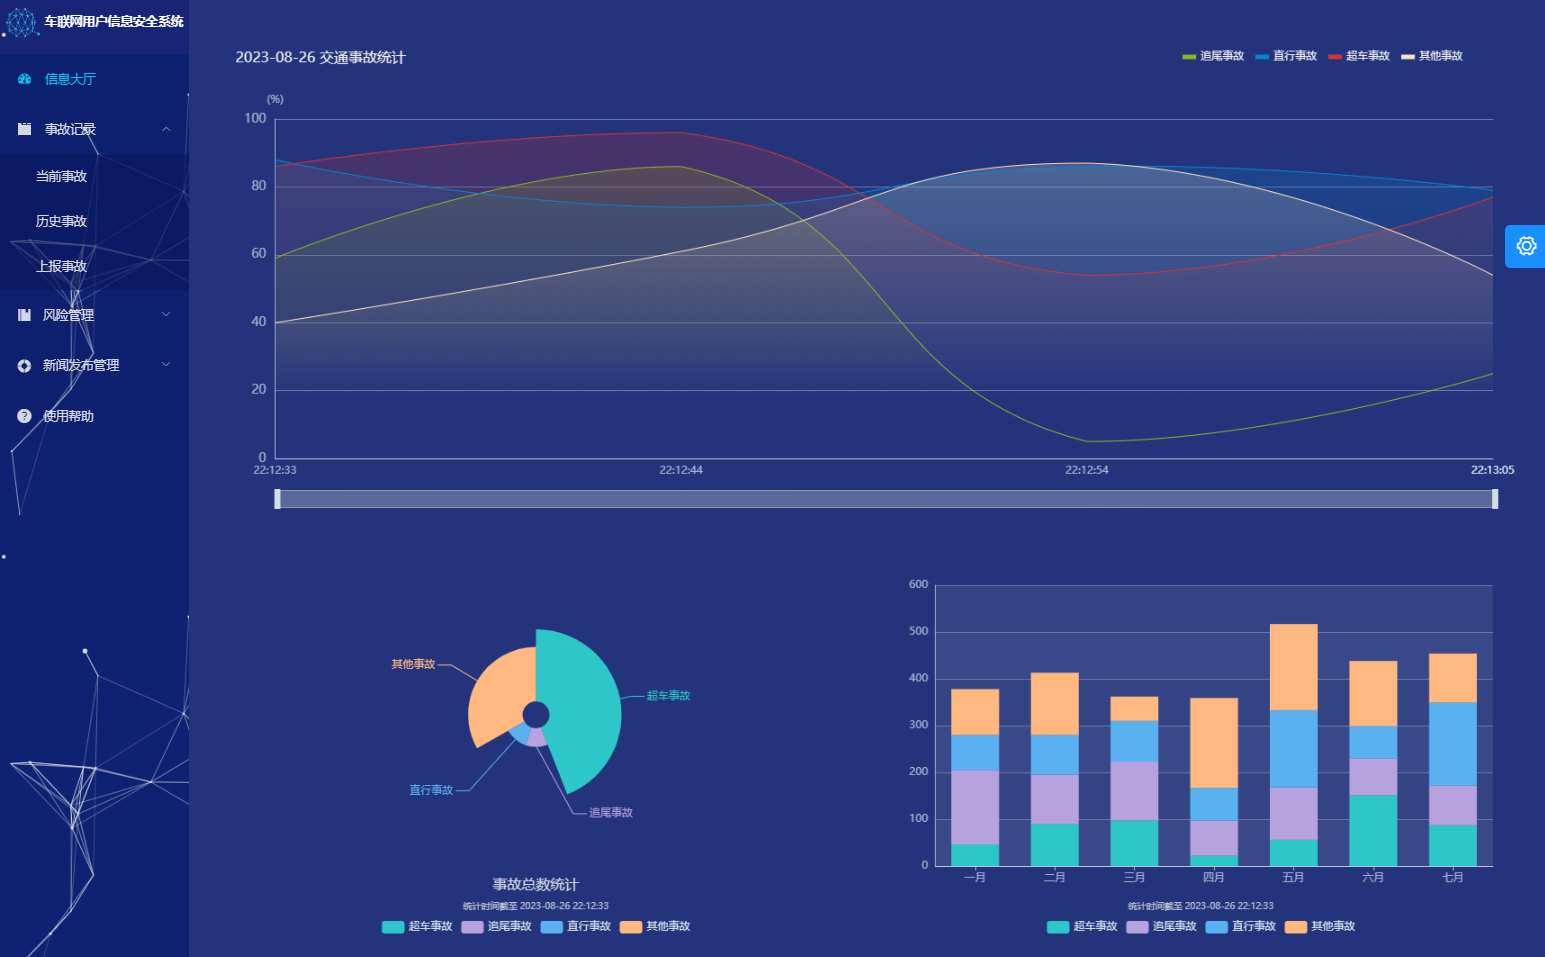 车联网用户信息安全系统
信息大厅
事故记录
当前事故
历史事故
上报事故
风险管理
新闻发布管理
使用帮助
2023-08-26 交通事故统计
追尾事故 直行事故 超车事故 其他事故
(%)
100
80
60
40
20
0
22:12:33 22:12:44 22:12:54 22:13:05
其他事故
超车事故
直行事故
追尾事故
事故总数统计
统计时间截至 2023-08-26 22:12:33
超车事故 追尾事故 直行事故 其他事故
600
500
400
300
200
100
0
一月 二月 三月 四月 五月 六月 七月
统计时间截至 2023-08-26 22:12:33
超车事故 追尾事故 直行事故 其他事故